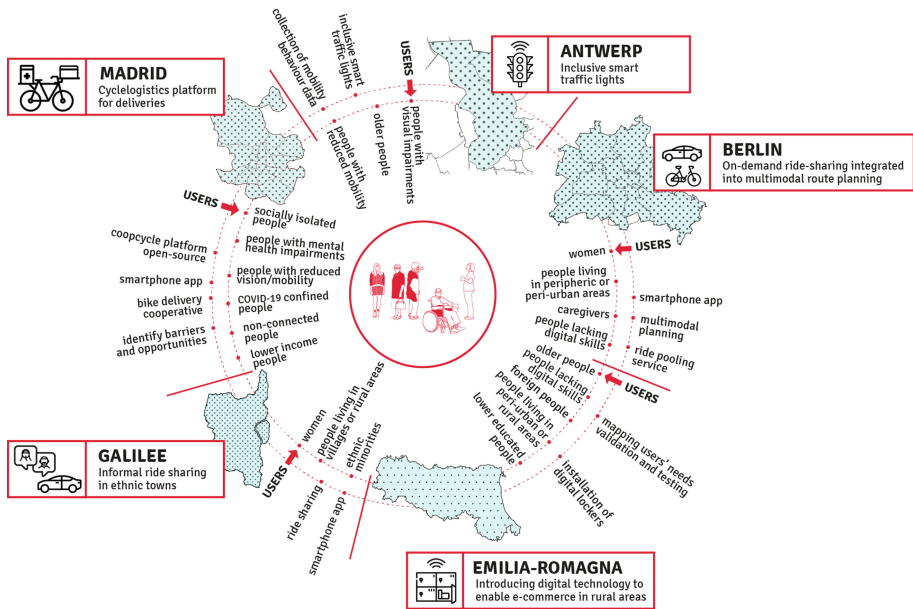 MADRID
Cyclelogistics platform
for deliveries
collection of mobility
behaviour data
inclusive smart
traffic lights
USERS
people with
visual impairments
older people
people with
reduced mobility
ANTWERP
Inclusive smart
traffic lights
BERLIN
On-demand ride-sharing integrated
into multimodal route planning
USERS
women
people living
in peripheric or
peri-urban areas
caregivers
people lacking
digital skills
smartphone app
multimodal
planning
ride pooling
service
USERS
older people
people lacking
digital skills
foreign people
people living in
peri-urban or
rural areas
lower educated
people
mapping users' needs
validation and testing
installation of
digital lockers
EMILIA-ROMAGNA
Introducing digital technology to
enable e-commerce in rural areas
USERS
women
people living in
villages or rural areas
ethnic
minorities
ride sharing
smartphone app
GALILEE
Informal ride sharing
in ethnic towns
USERS
socially isolated
people
people with mental
health impairments
people with reduced
vision/mobility
COVID-19 confined
people
non-connected
people
lower income
people
coopcycle platform
open-source
smartphone app
bike delivery
cooperative
identify barriers
and opportunities